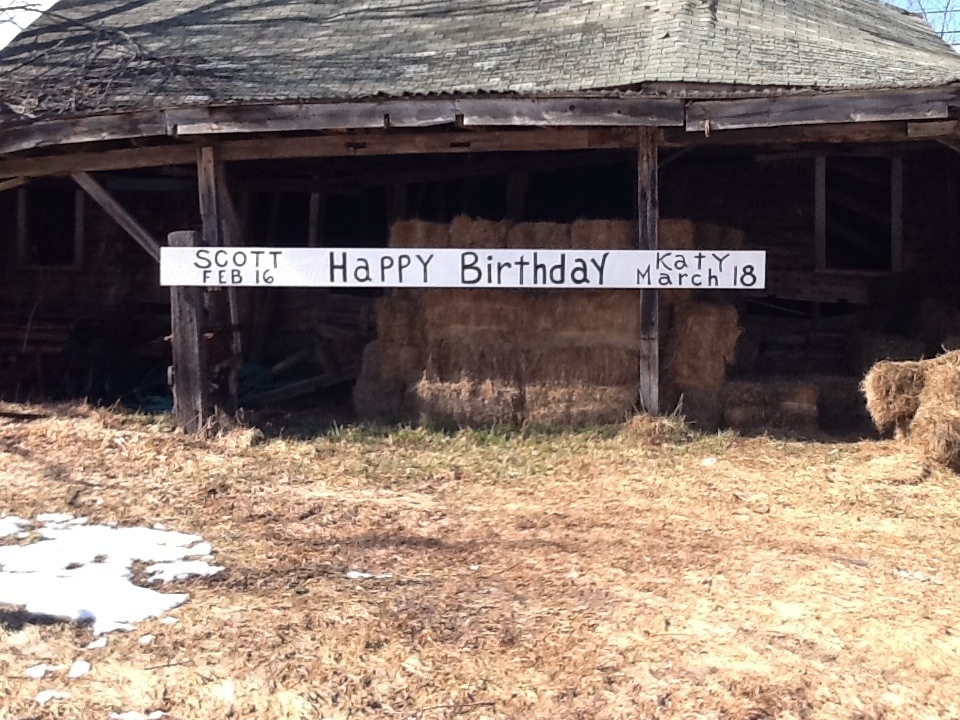 SCOTT
FEB 16
HaPPY BirthdaY
KatY
March 18